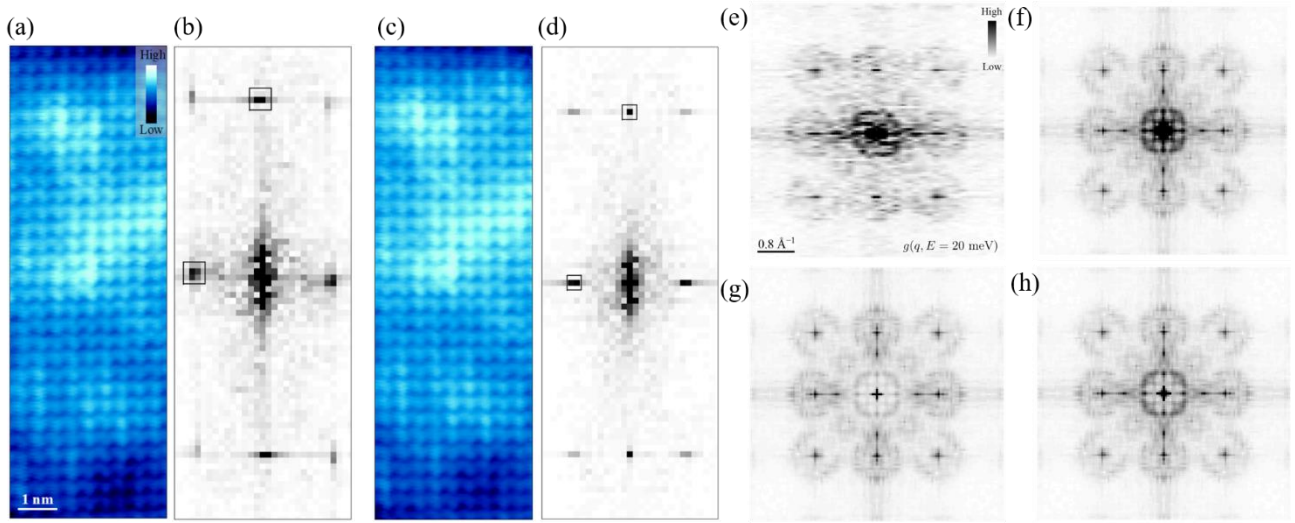 (a)
High
Low
1 nm
(b)
(c)
(d)
(e)
High
Low
0.8 Å⁻¹
g(q, E = 20 meV)
(f)
(g)
(h)